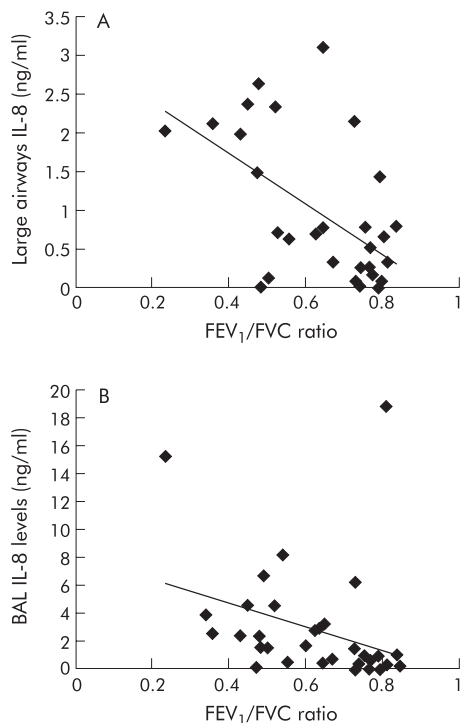 A
Large airways IL-8 (ng/ml)
3.5
3
2.5
2
1.5
1
0.5
0
0 0.2 0.4 0.6 0.8 1
FEV₁/FVC ratio
B
BAL IL-8 levels (ng/ml)
20
18
16
14
12
10
8
6
4
2
0
0 0.2 0.4 0.6 0.8 1
FEV₁/FVC ratio